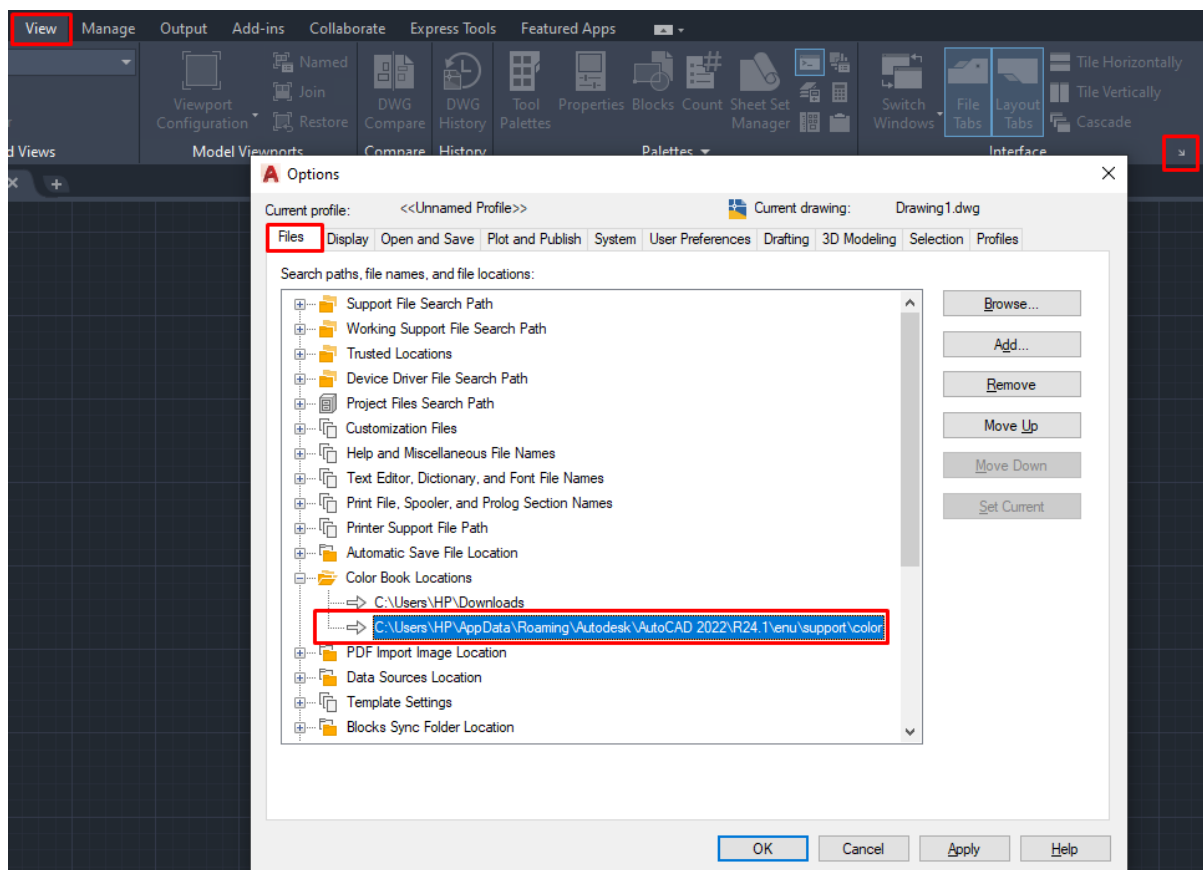 View Manage Output Add-ins Collaborate Express Tools Featured Apps
Named
Join
Restore
Viewport
Configuration
DWG
Compare
DWG
History
Tool
Palettes
Properties Blocks Count Sheet Set
Manager
Switch
Windows
File
Tabs
Layout
Tabs
Tile Horizontally
Tile Vertically
Cascade
d Views Model Viewports Compare History Palettes Interface
Options
Current profile: <<Unnamed Profile>> Current drawing: Drawing1.dwg
Files Display Open and Save Plot and Publish System User Preferences Drafting 3D Modeling Selection Profiles
Search paths, file names, and file locations:
Support File Search Path
Working Support File Search Path
Trusted Locations
Device Driver File Search Path
Project Files Search Path
Customization Files
Help and Miscellaneous File Names
Text Editor, Dictionary, and Font File Names
Print File, Spooler, and Prolog Section Names
Printer Support File Path
Automatic Save File Location
Color Book Locations
C:\Users\HP\Downloads
C:\Users\HP\AppData\Roaming\Autodesk\AutoCAD 2022\R24.1\enu\support\color
PDF Import Image Location
Data Sources Location
Template Settings
Blocks Sync Folder Location
Browse...
Add...
Remove
Move Up
Move Down
Set Current
OK Cancel Apply Help